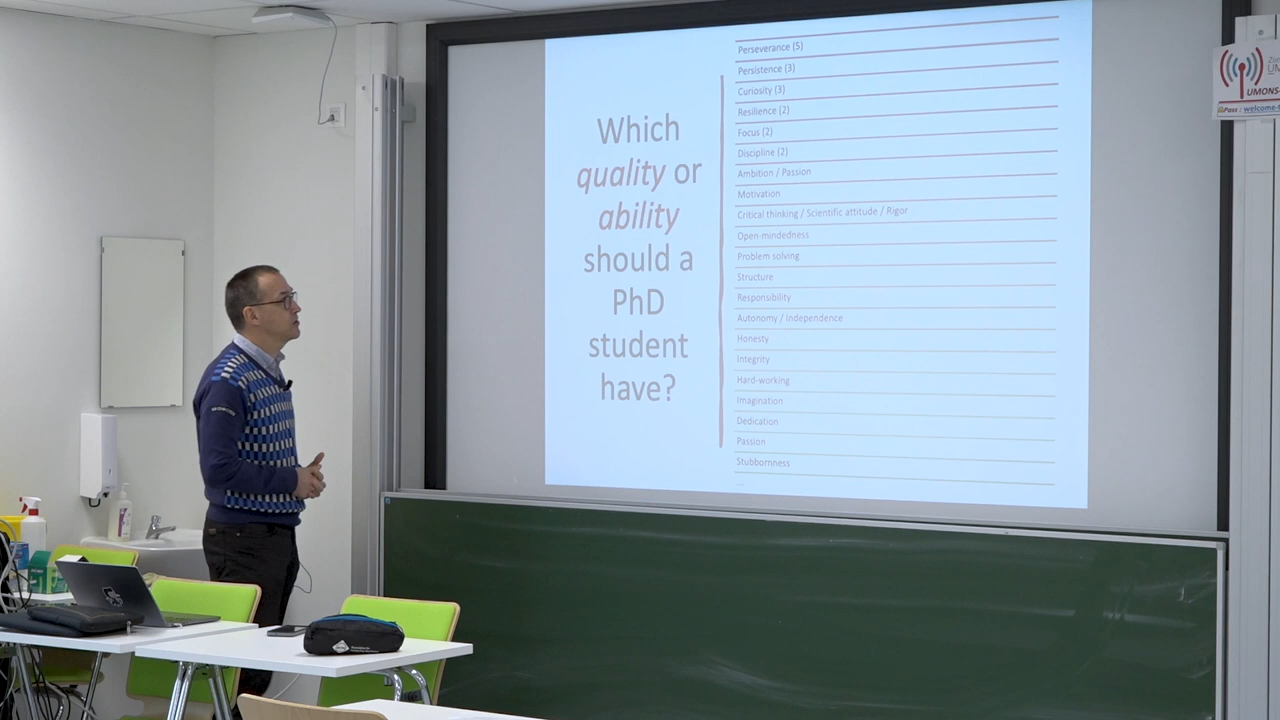 Which
quality or
ability
should a
PhD
student
have?
Perseverance (5)
Persistence (3)
Curiosity (3)
Resilience (2)
Focus (2)
Discipline (2)
Ambition / Passion
Motivation
Critical thinking / Scientific attitude / Rigor
Open-mindedness
Problem solving
Structure
Responsibility
Autonomy / Independence
Honesty
Integrity
Hard-working
Imagination
Dedication
Passion
Stubbornness
...
UMONS-
Pass : welcome-